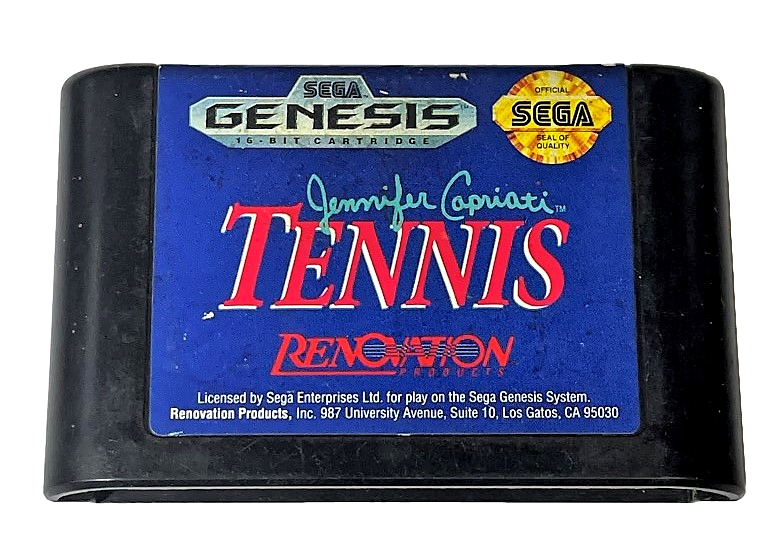 SEGA
GENESIS™
16-BIT CARTRIDGE
OFFICIAL
SEGA
SEAL OF
QUALITY
Jennifer Capriati™
TENNIS
RENOVATION
PRODUCTS
Licensed by Sega Enterprises Ltd. for play on the Sega Genesis System.
Renovation Products, Inc. 987 University Avenue, Suite 10, Los Gatos, CA 95030